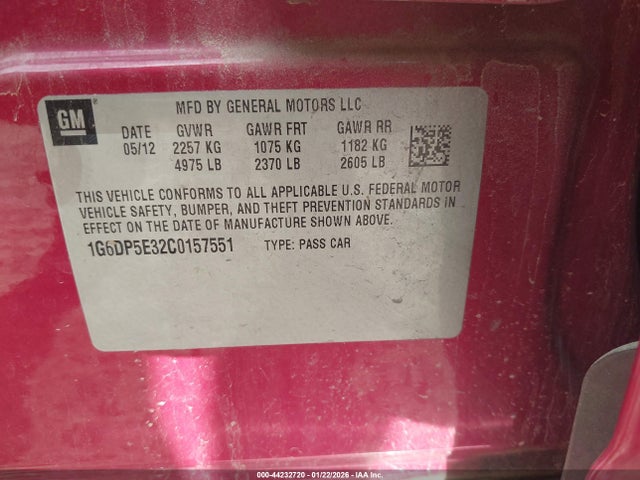 GM
MFD BY GENERAL MOTORS LLC
DATE GVWR GAWR FRT GAWR RR
05/12 2257 KG 1075 KG 1182 KG
4975 LB 2370 LB 2605 LB
THIS VEHICLE CONFORMS TO ALL APPLICABLE U.S. FEDERAL MOTOR
VEHICLE SAFETY, BUMPER, AND THEFT PREVENTION STANDARDS IN
EFFECT ON THE DATE OF MANUFACTURE SHOWN ABOVE.
1G6DP5E32C0157551 TYPE: PASS CAR
000-44232720 - 01/22/2026 - IAA Inc.